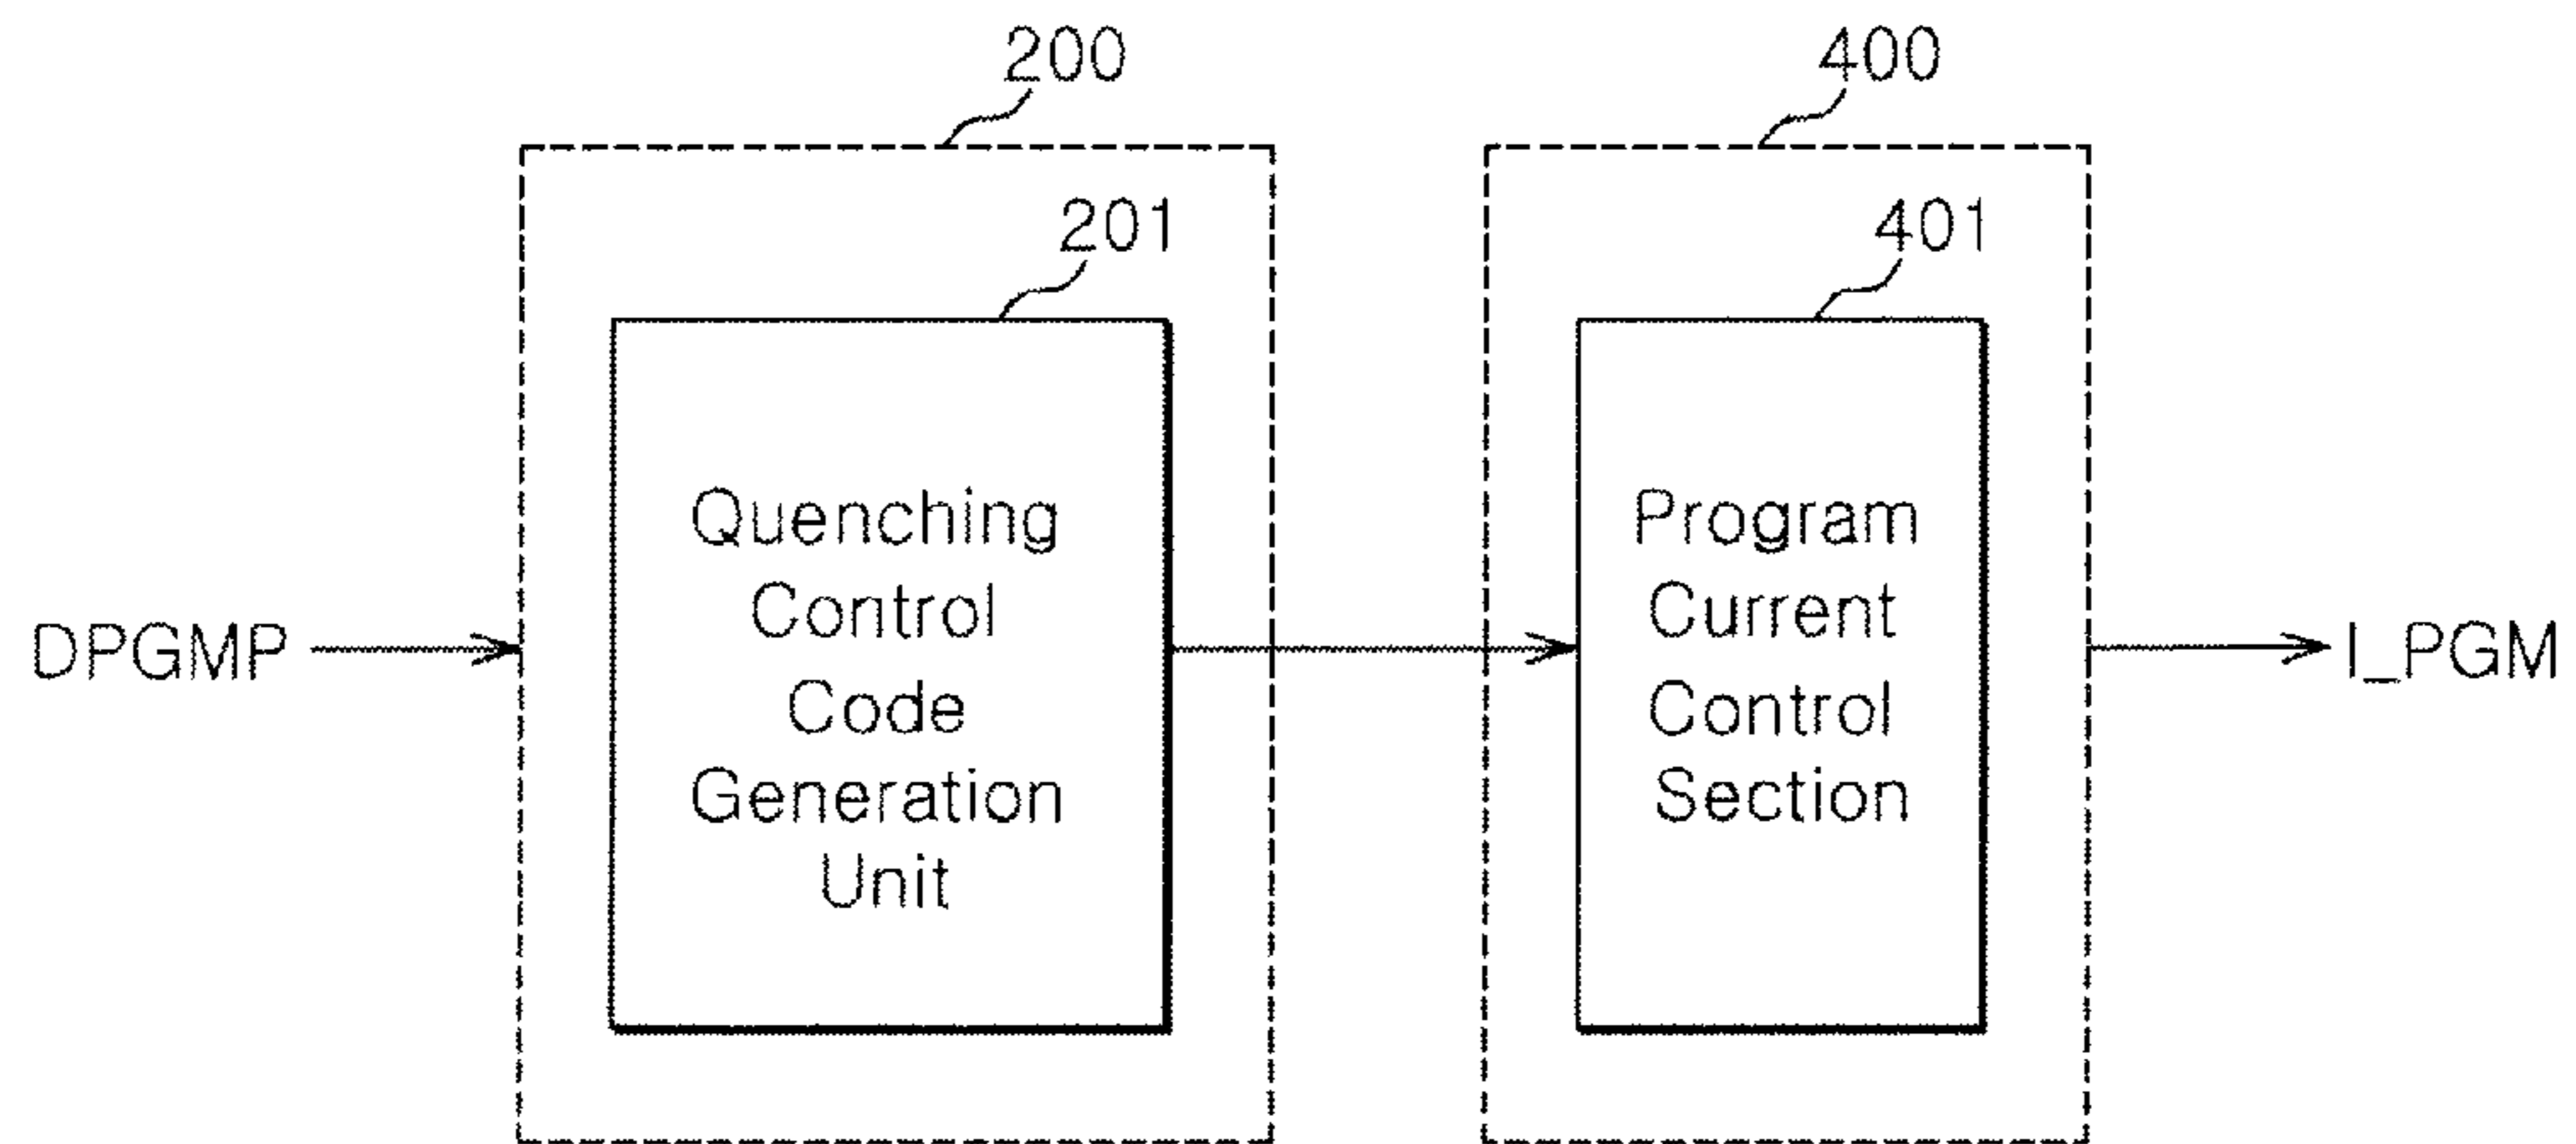 200
400
201
401
DPGMP
Quenching
Control
Code
Generation
Unit
Program
Current
Control
Section
I_PGM